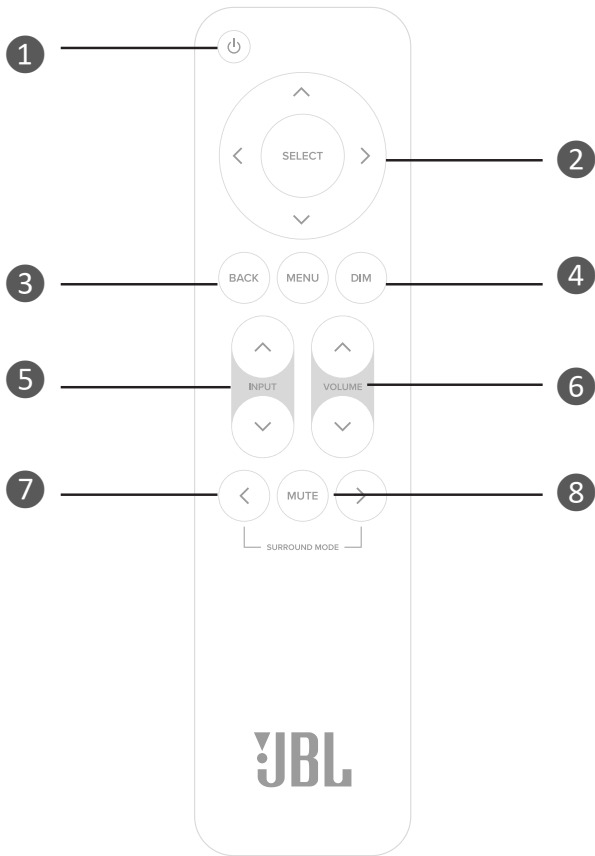 1
SELECT
2
3
BACK MENU DIM
4
5
INPUT VOLUME
6
7
MUTE
8
SURROUND MODE
JBL